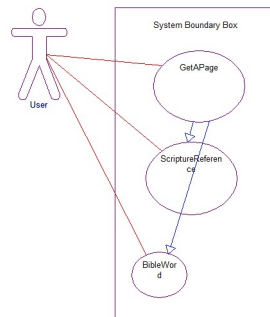 System Boundary Box
GetAPage
User
ScriptureReferen
ce
BibleWor
d